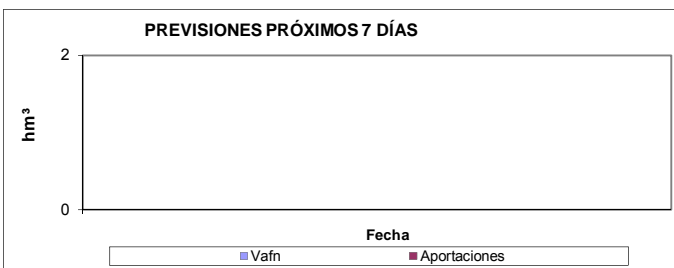 PREVISIONES PRÓXIMOS 7 DÍAS
2
hm³
0
Fecha
Vafn Aportaciones